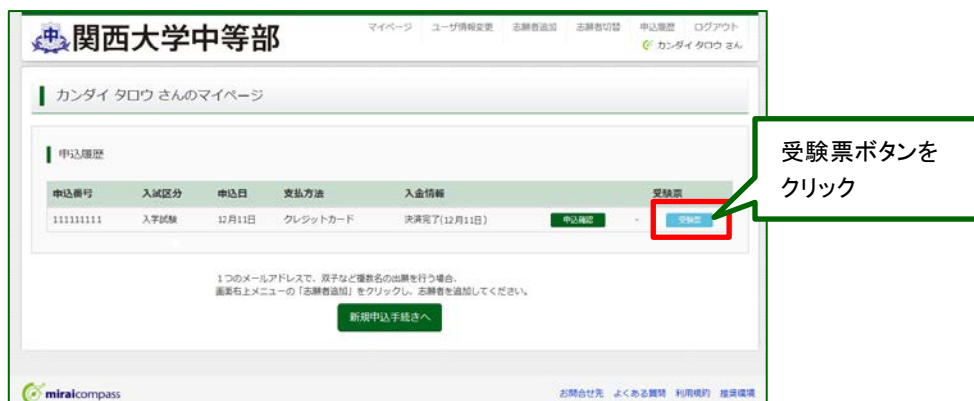 関西大学中等部
マイページ ユーザ情報変更 志願者追加 志願者切替 申込履歴 ログアウト
カンダイ タロウ さん
カンダイ タロウ さんのマイページ
申込履歴
申込番号 入試区分 申込日 支払方法 入金情報 受験票
111111111 入学試験 12月11日 クレジットカード 決済完了(12月11日) 申込確認 - 受験票
受験票ボタンを
クリック
1つのメールアドレスで、双子など複数名の出願を行う場合、
画面右上メニューの「志願者追加」をクリックし、志願者を追加してください。
新規申込手続きへ
miraicompass
お問合せ先 よくある質問 利用規約 推奨環境